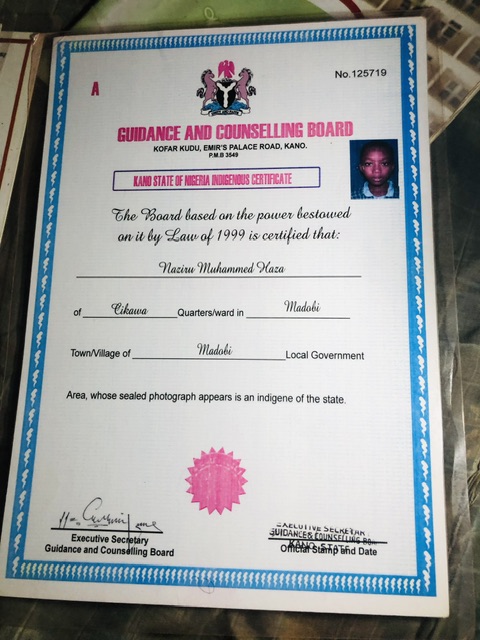 A
No.125719
GUIDANCE AND COUNSELLING BOARD
KOFAR KUDU, EMIR'S PALACE ROAD, KANO.
P.M.B 3549
KANO STATE OF NIGERIA INDIGENOUS CERTIFICATE
The Board based on the power bestowed
on it by Law of 1999 is certified that:
Naziru Muhammed Haza
of Cikawa Quarters/ward in Madobi
Town/Village of Madobi Local Government
Area, whose sealed photograph appears is an indigene of the state.
Executive Secretary
Guidance and Counselling Board
EXECUTIVE SECRETARY
GUIDANCE & COUNSELLING
KANO STATE
Official Stamp and Date